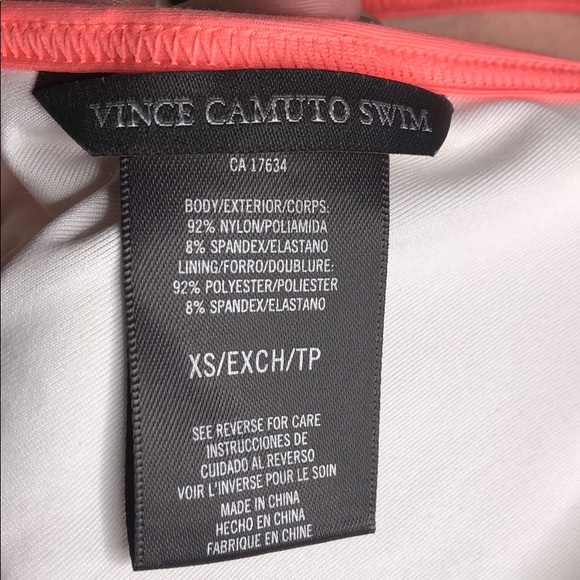 VINCE CAMUTO SWIM
CA 17634
BODY/EXTERIOR/CORPS:
92% NYLON/POLIAMIDA
8% SPANDEX/ELASTANO
LINING/FORRO/DOUBLURE:
92% POLYESTER/POLIESTER
8% SPANDEX/ELASTANO
XS/EXCH/TP
SEE REVERSE FOR CARE
INSTRUCCIONES DE
CUIDADO AL REVERSO
VOIR L'INVERSE POUR LE SOIN
MADE IN CHINA
HECHO EN CHINA
FABRIQUE EN CHINE